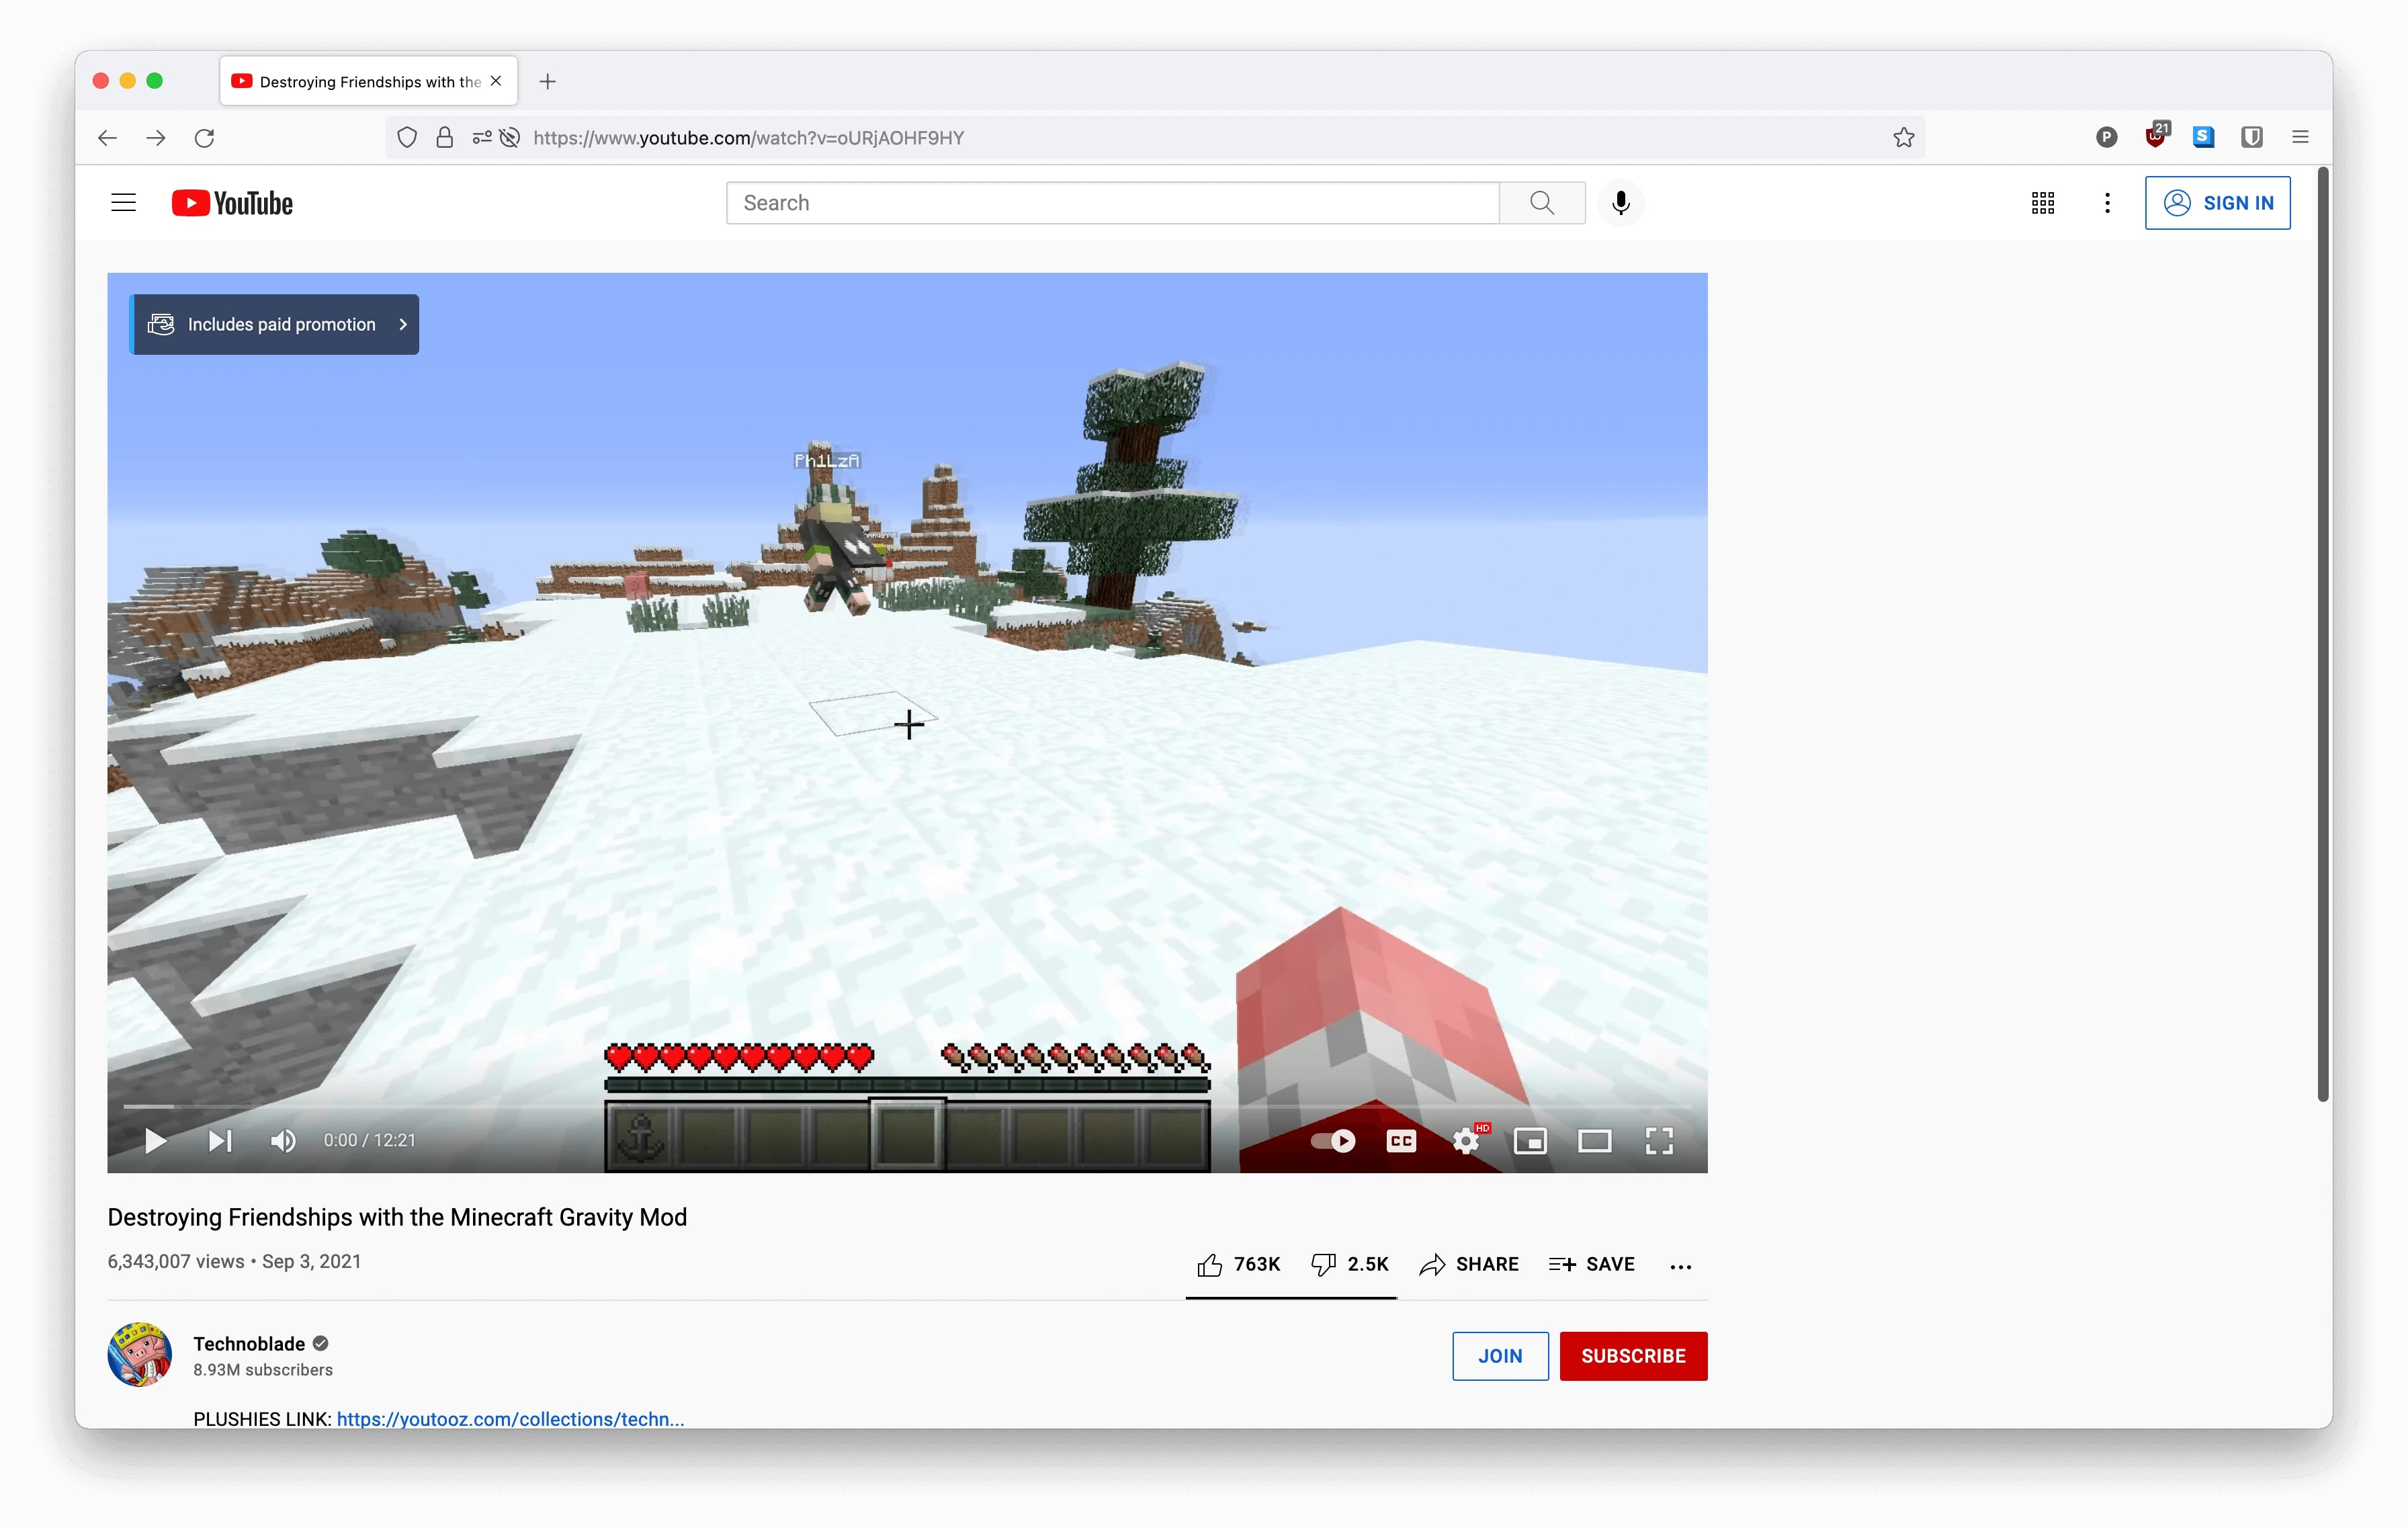 Destroying Friendships with the
https://www.youtube.com/watch?v=oURjAOHF9HY
P
21
S
YouTube
Search
SIGN IN
Includes paid promotion
Ph1LzA
0:00 / 12:21
CC
HD
Destroying Friendships with the Minecraft Gravity Mod
6,343,007 views • Sep 3, 2021
763K
2.5K
SHARE
SAVE
Technoblade
8.93M subscribers
JOIN
SUBSCRIBE
PLUSHIES LINK: https://youtooz.com/collections/techn...